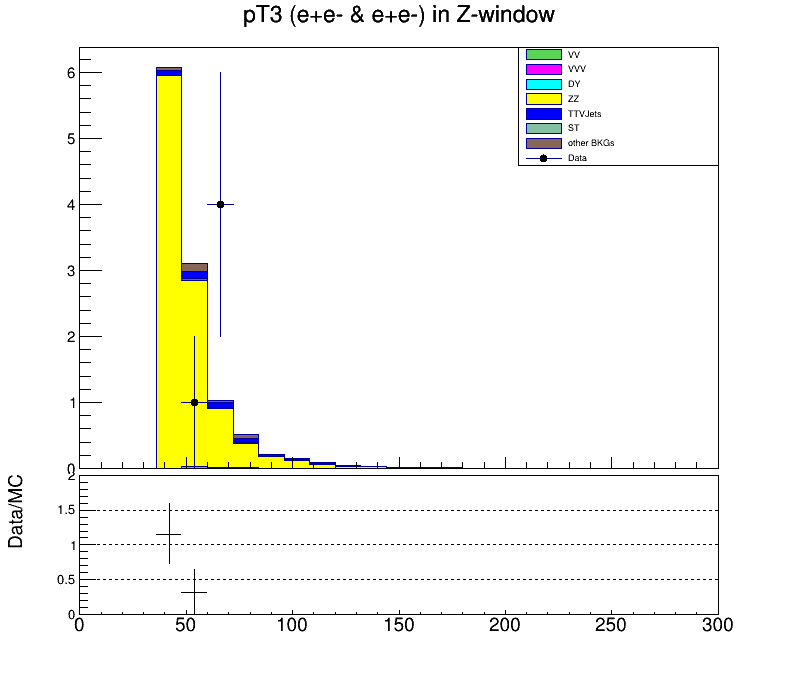 pT3 (e+e- & e+e-) in Z-window
VV
VVV
DY
ZZ
TTVJets
ST
other BKGs
Data
6
5
4
3
2
1
0
Data/MC
2
1.5
1
0.5
0
0 50 100 150 200 250 300